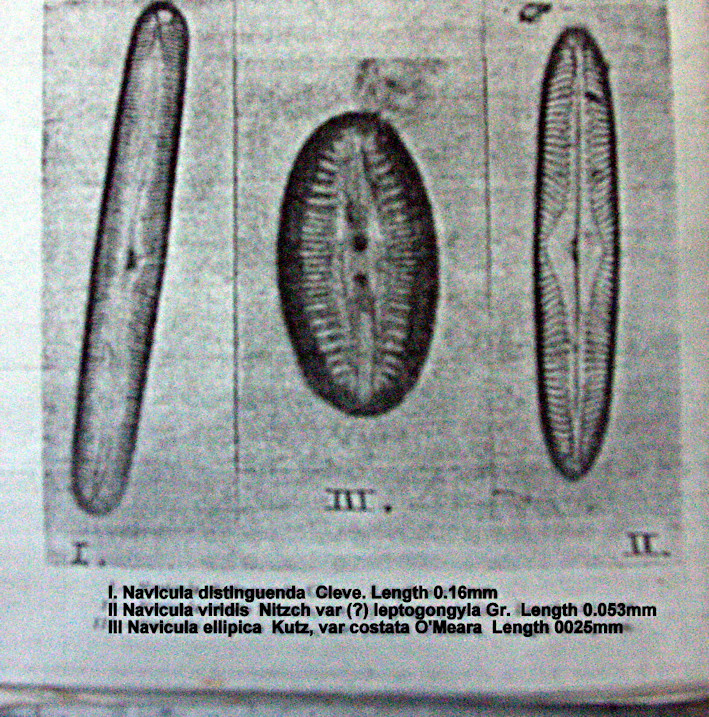 III.
I.
II.
I. Navicula distinguenda Cleve. Length 0.16mm
II Navicula viridis Nitzch var (?) leptogongyla Gr. Length 0.053mm
III Navicula ellipica Kutz, var costata O'Meara Length 0025mm